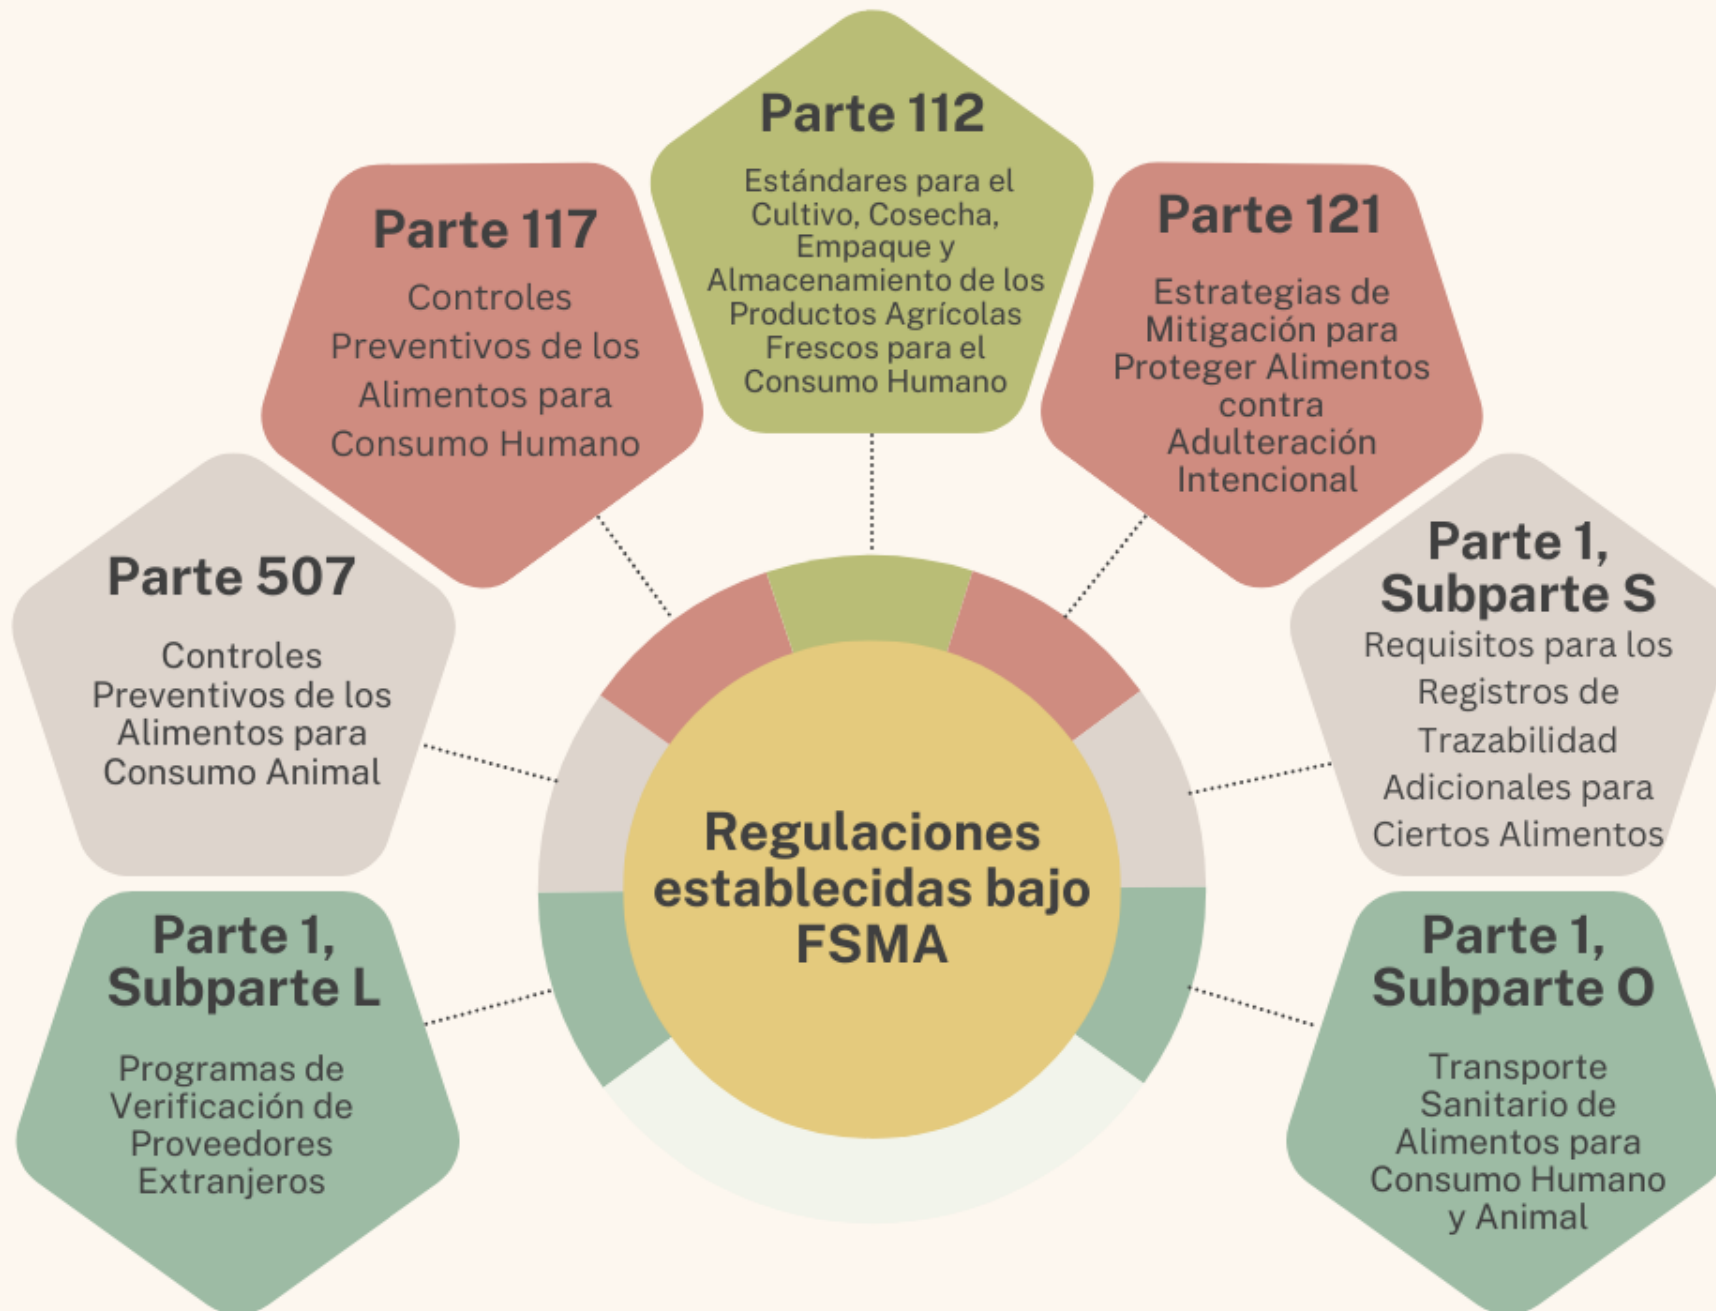 Parte 112
Estándares para el
Cultivo, Cosecha,
Empaque y
Almacenamiento de los
Productos Agrícolas
Frescos para el
Consumo Humano
Parte 117
Controles
Preventivos de los
Alimentos para
Consumo Humano
Parte 121
Estrategias de
Mitigación para
Proteger Alimentos
contra
Adulteración
Intencional
Parte 507
Controles
Preventivos de los
Alimentos para
Consumo Animal
Parte 1,
Subparte S
Requisitos para los
Registros de
Trazabilidad
Adicionales para
Ciertos Alimentos
Regulaciones
establecidas bajo
FSMA
Parte 1,
Subparte L
Programas de
Verificación de
Proveedores
Extranjeros
Parte 1,
Subparte O
Transporte
Sanitario de
Alimentos para
Consumo Humano
y Animal